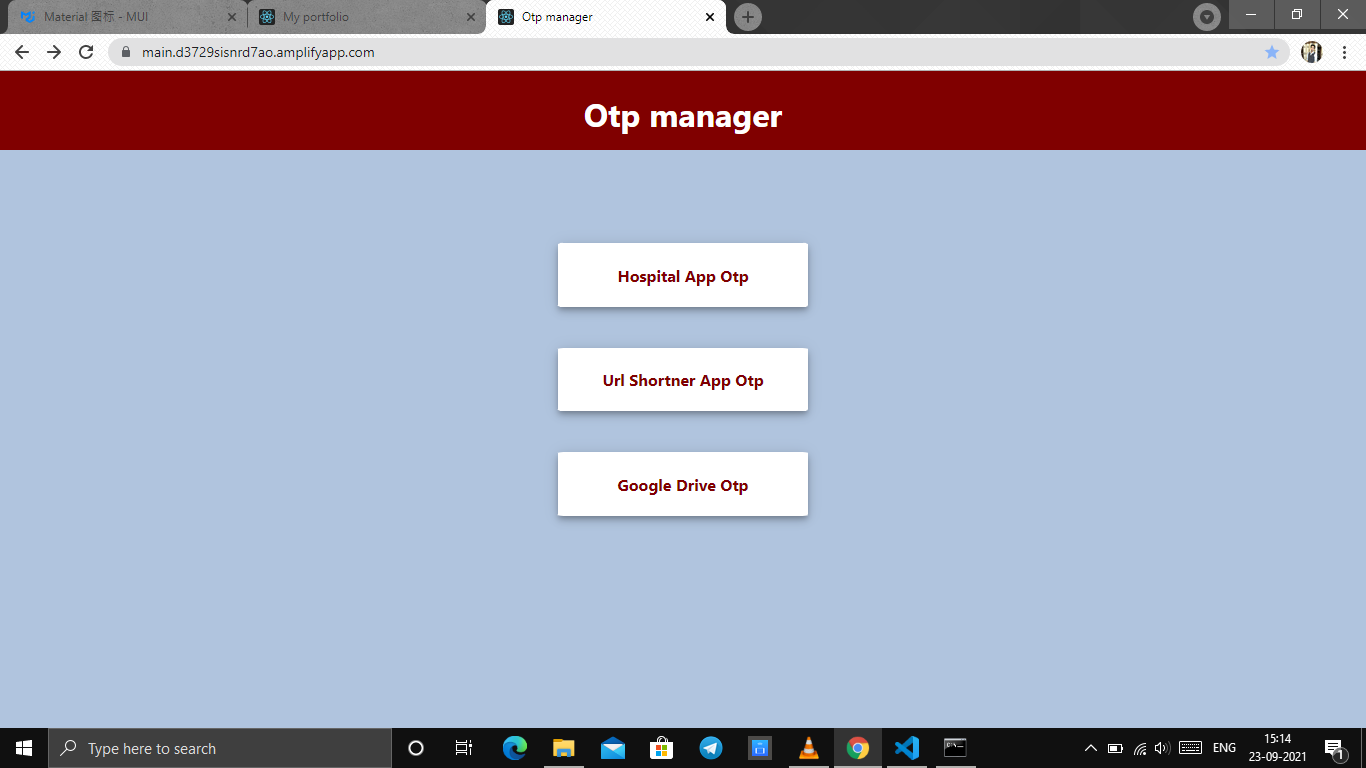 Material 图标 - MUI
My portfolio
Otp manager
main.d3729sisnrd7ao.amplifyapp.com
Otp manager
Hospital App Otp
Url Shortner App Otp
Google Drive Otp
Type here to search
ENG
15:14
23-09-2021
1